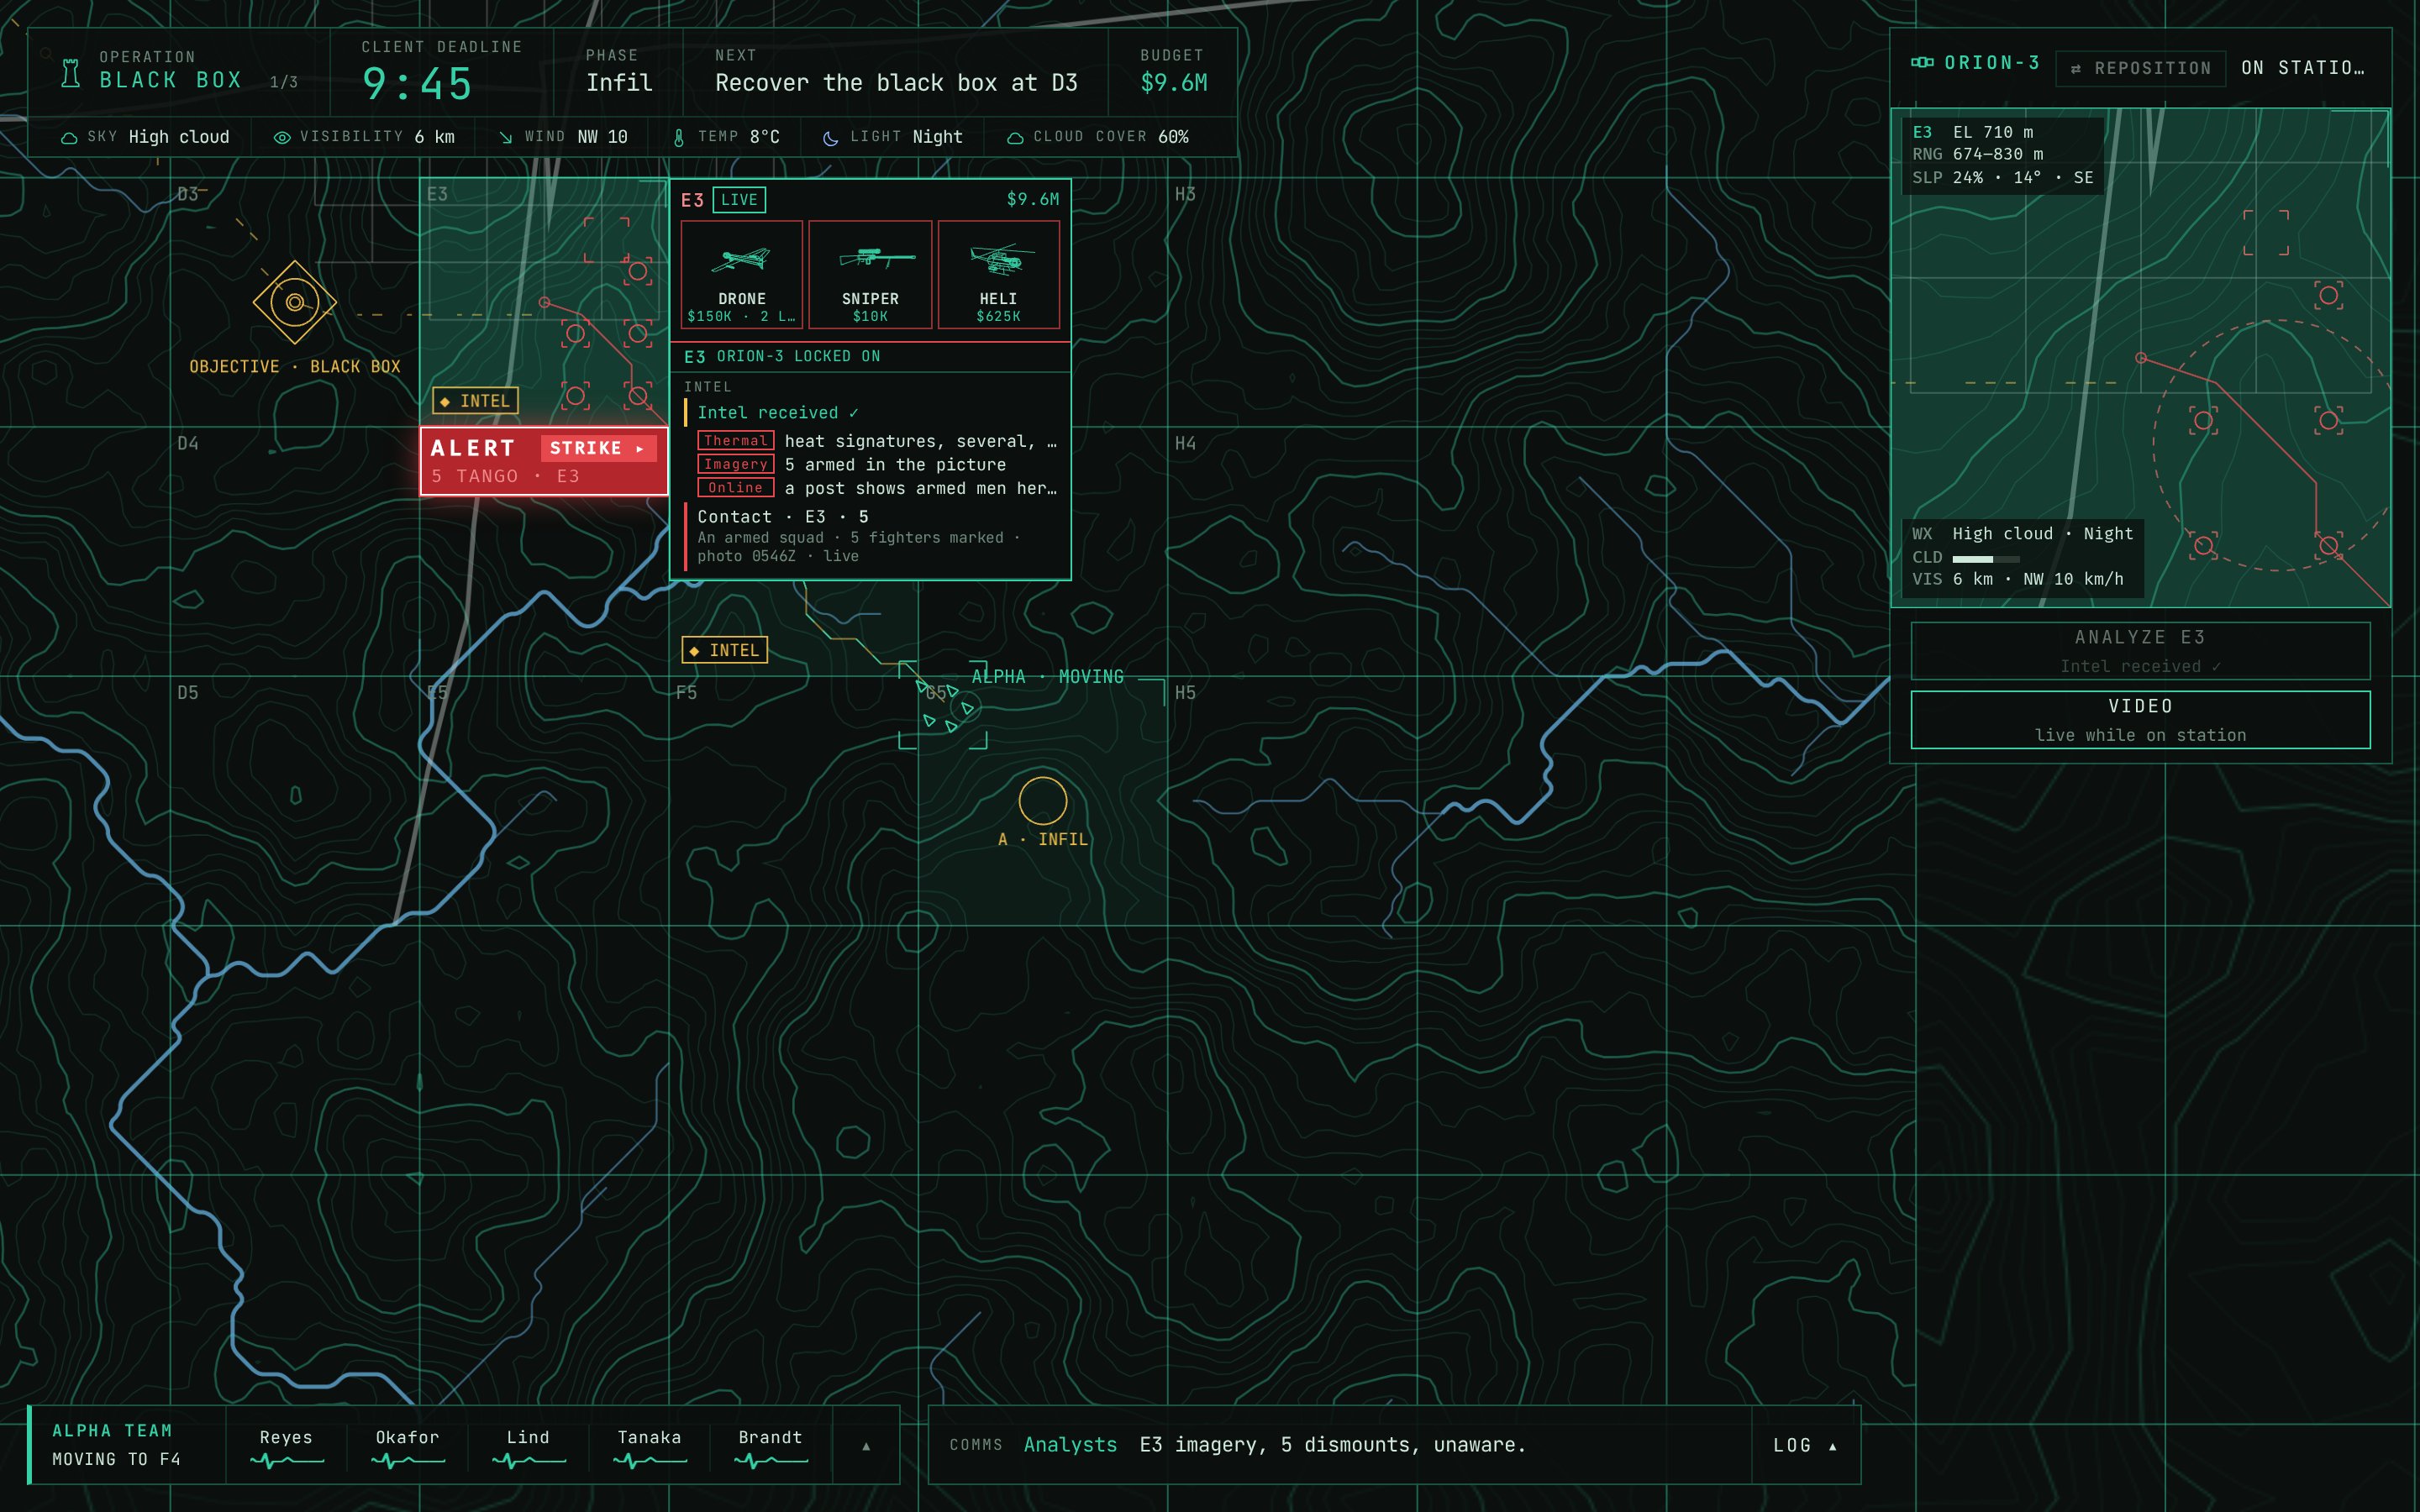 OPERATION
BLACK BOX 1/3
CLIENT DEADLINE
9:45
PHASE
Infil
NEXT
Recover the black box at D3
BUDGET
$9.6M
SKY High cloud
VISIBILITY 6 km
WIND NW 10
TEMP 8°C
LIGHT Night
CLOUD COVER 60%
ORION-3
⇄ REPOSITION
ON STATIO…
E3 EL 710 m
RNG 674–830 m
SLP 24% · 14° · SE
WX High cloud · Night
CLD
VIS 6 km · NW 10 km/h
ANALYZE E3
Intel received ✓
VIDEO
live while on station
D3
E3
H3
OBJECTIVE · BLACK BOX
◆ INTEL
D4
H4
ALERT STRIKE ▸
5 TANGO · E3
E3 LIVE $9.6M
DRONE
$150K · 2 L…
SNIPER
$10K
HELI
$625K
E3 ORION-3 LOCKED ON
INTEL
Intel received ✓
Thermal heat signatures, several, …
Imagery 5 armed in the picture
Online a post shows armed men her…
Contact · E3 · 5
An armed squad · 5 fighters marked ·
photo 0546Z · live
◆ INTEL
ALPHA · MOVING
D5
E5
F5
G5
H5
A · INFIL
ALPHA TEAM
MOVING TO F4
Reyes
Okafor
Lind
Tanaka
Brandt
▲
COMMS Analysts E3 imagery, 5 dismounts, unaware.
LOG ▲